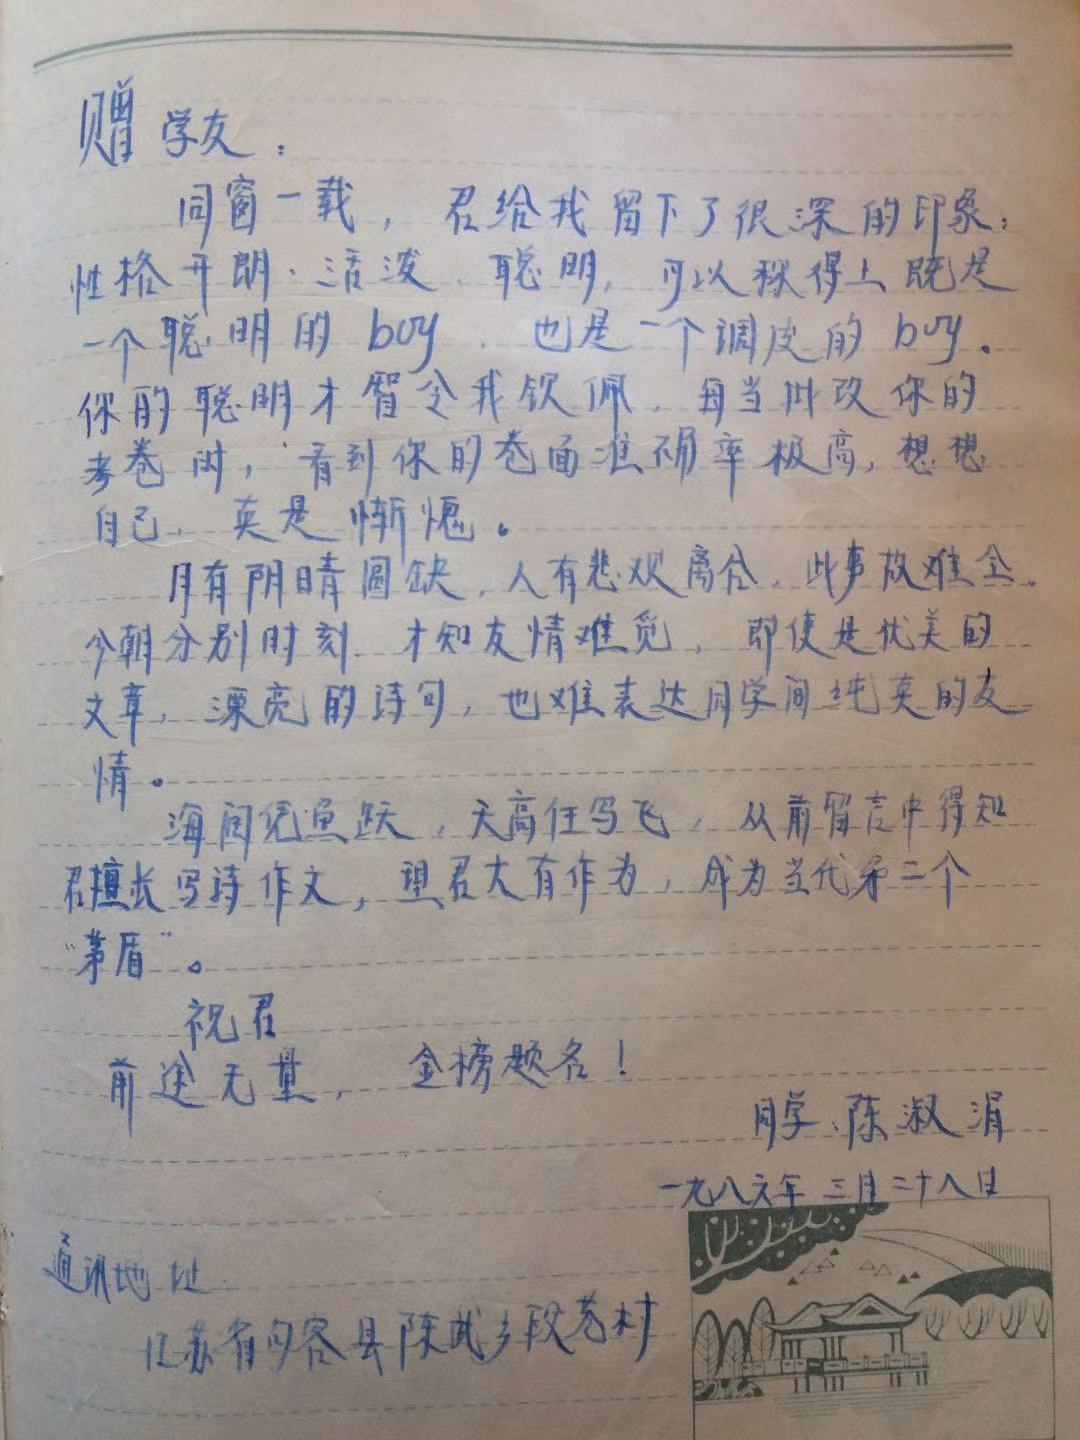 赠学友：
同窗一载，君给我留下了很深的印象：
性格开朗、活泼、聪明，可以称得上既是
一个聪明的boy，也是一个调皮的boy。
你的聪明才智令我钦佩，每当批改你的
考卷时，看到你的卷面准确率极高，想想
自己，真是惭愧。
月有阴晴圆缺，人有悲观离合，此事故难全。
今朝分别时刻，才知友情难觅，即使是优美的
文章，漂亮的诗句，也难表达同学间纯真的友
情。
海阔凭鱼跃，天高任鸟飞，从前留言中得知
君擅长写诗作文，望君大有作为，成为当代第二个
“茅盾”。
祝君
前途无量，金榜题名！
同学：陈淑涓
一九八六年三月二十八日
通讯地址
江苏省句容县陈武乡段巷村